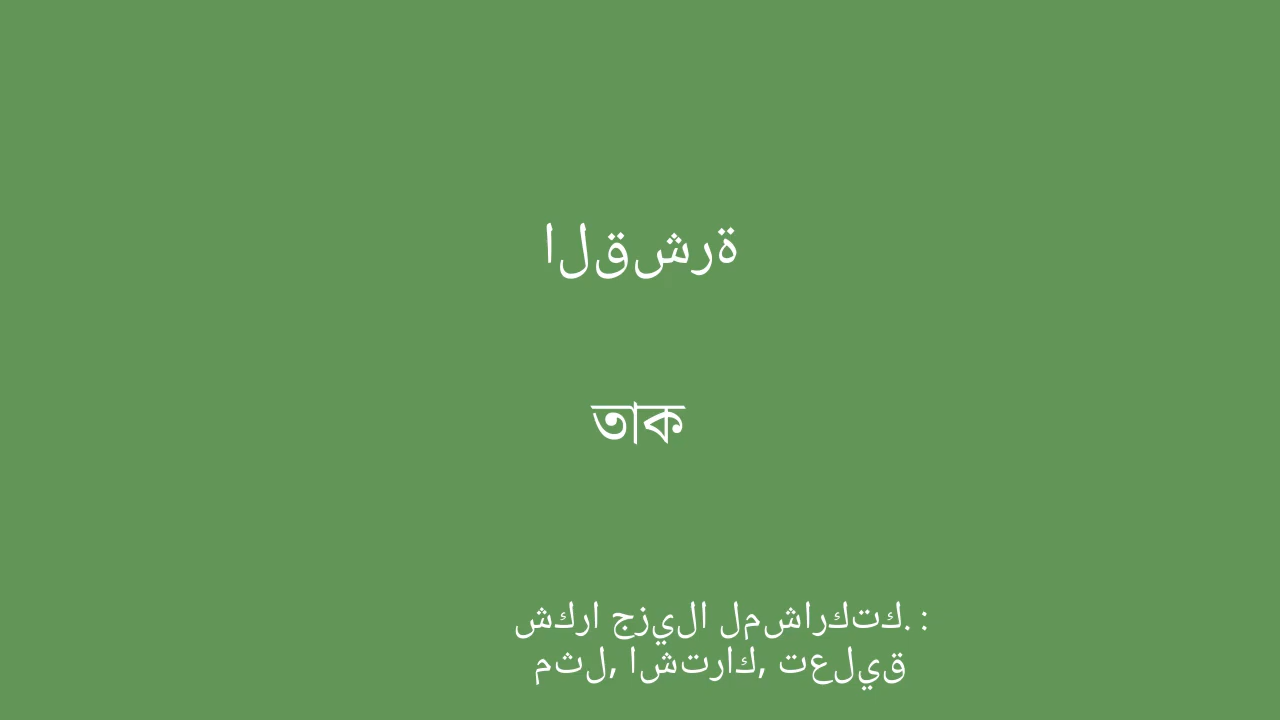 القشرة
তাক
شكرا جزيلا لمشاركتك. :
مثل, اشتراك, تعليق